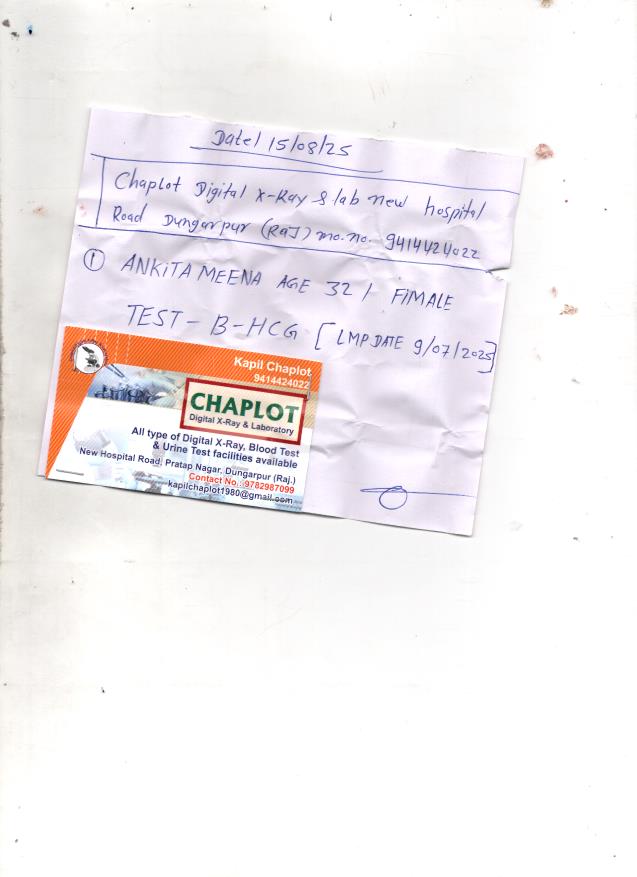 Date/ 15/08/25
Chaplot Digital X-Ray & lab new hospital
Road Dungarpur (RaJ) mo.no. 9414424022
① ANKITA MEENA AGE 32 / FIMALE
TEST - B-HCG [LMP DATE 9/07/2025]
Kapil Chaplot
9414424022
CHAPLOT
Digital X-Ray & Laboratory
All type of Digital X-Ray, Blood Test
& Urine Test facilities available
New Hospital Road, Pratap Nagar, Dungarpur (Raj.)
Contact No.:9782987099
kapilchaplot1980@gmail.com